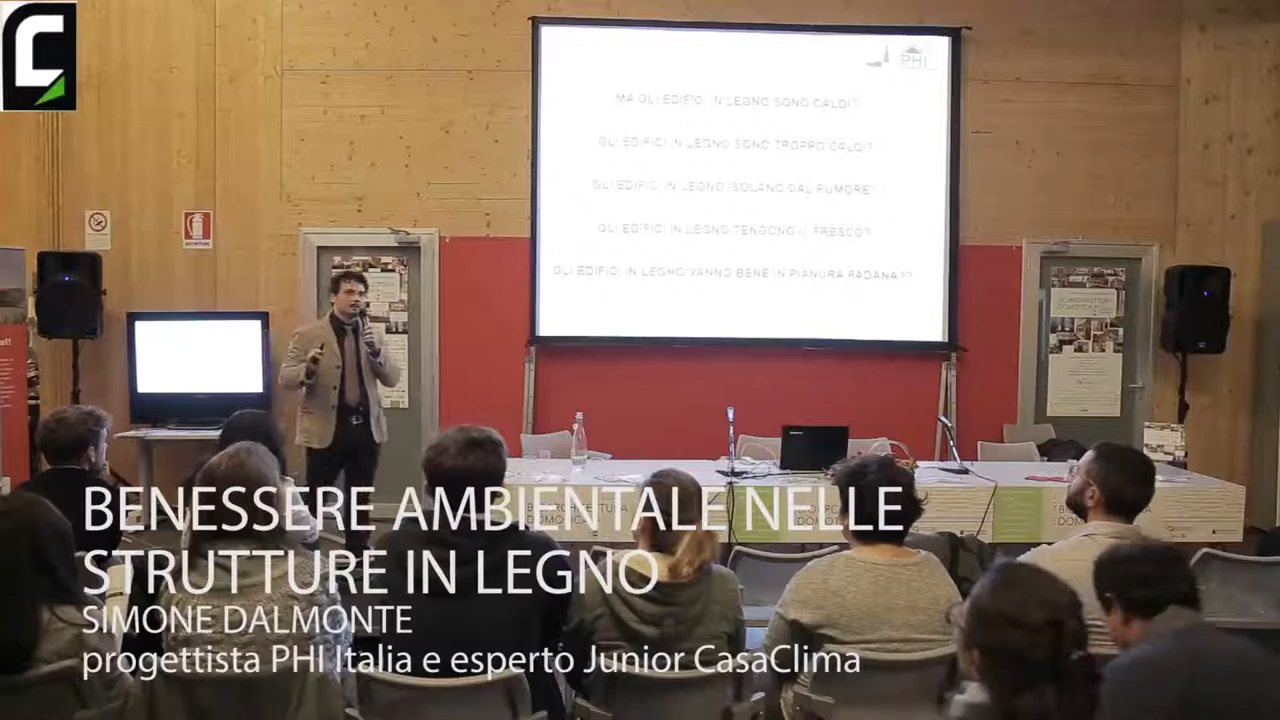 PHI
MA GLI EDIFICI IN LEGNO SONO CALDI?
GLI EDIFICI IN LEGNO SONO TROPPO CALDI?
GLI EDIFICI IN LEGNO ISOLANO DAL RUMORE?
GLI EDIFICI IN LEGNO TENGONO IL FRESCO?
GLI EDIFICI IN LEGNO VANNO BENE IN PIANURA PADANA??
BENESSERE AMBIENTALE NELLE
STRUTTURE IN LEGNO
SIMONE DALMONTE
progettista PHI Italia e esperto Junior CasaClima